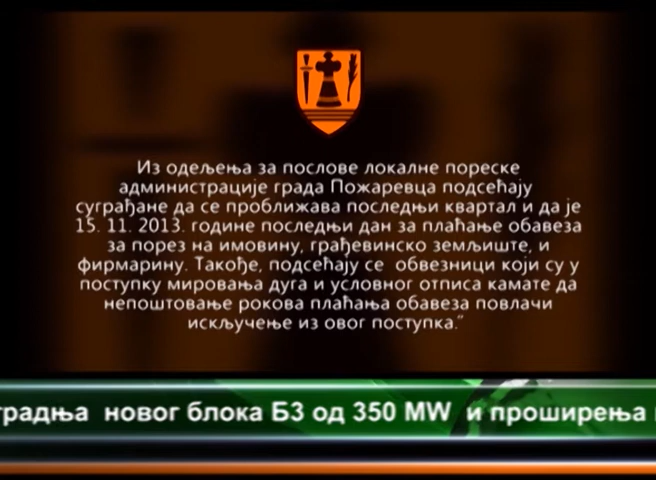 Из одељења за послове локалне пореске
администрације града Пожаревца подсећају
суграђане да се проближава последњи квартал и да је
15. 11. 2013. године последњи дан за плаћање обавеза
за порез на имовину, грађевинско земљиште, и
фирмарину. Такође, подсећају се обвезници који су у
поступку мировања дуга и условног отписа камате да
непоштовање рокова плаћања обавеза повлачи
искључење из овог поступка."
градња новог блока Б3 од 350 MW и проширења